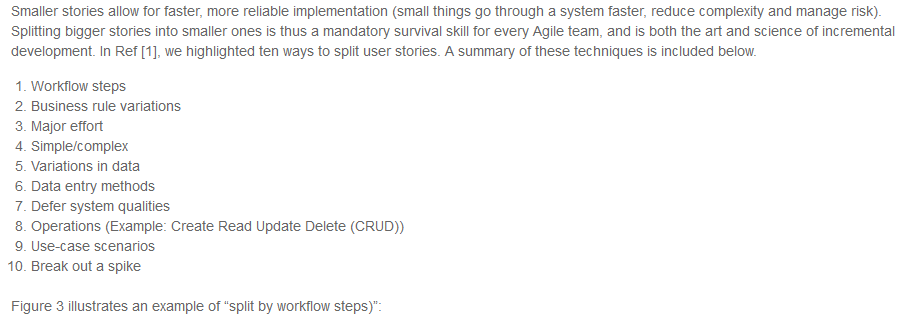 Smaller stories allow for faster, more reliable implementation (small things go through a system faster, reduce complexity and manage risk).
Splitting bigger stories into smaller ones is thus a mandatory survival skill for every Agile team, and is both the art and science of incremental
development. In Ref [1], we highlighted ten ways to split user stories. A summary of these techniques is included below.
1. Workflow steps
2. Business rule variations
3. Major effort
4. Simple/complex
5. Variations in data
6. Data entry methods
7. Defer system qualities
8. Operations (Example: Create Read Update Delete (CRUD))
9. Use-case scenarios
10. Break out a spike
Figure 3 illustrates an example of “split by workflow steps)”: